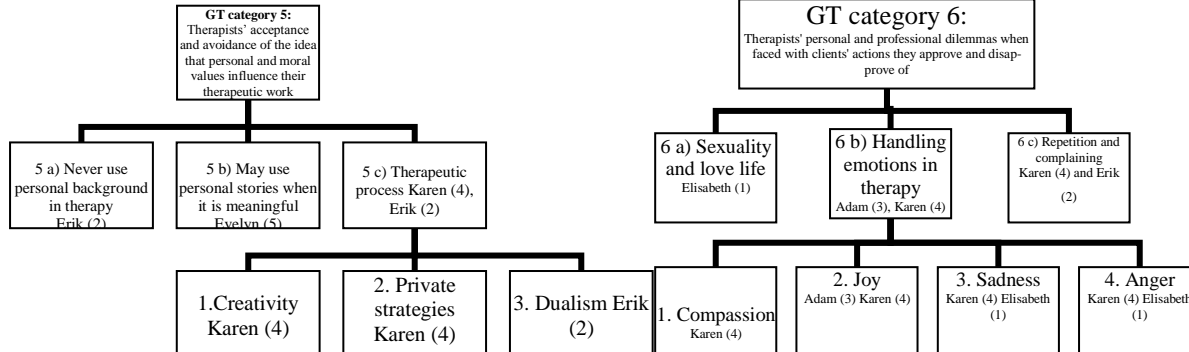 GT category 5:
Therapists' acceptance
and avoidance of the idea
that personal and moral
values influence their
therapeutic work
5 a) Never use
personal background
in therapy
Erik (2)
5 b) May use
personal stories when
it is meaningful
Evelyn (5)
5 c) Therapeutic
process Karen (4),
Erik (2)
1.Creativity
Karen (4)
2. Private
strategies
Karen (4)
3. Dualism Erik
(2)
GT category 6:
Therapists' personal and professional dilemmas when
faced with clients' actions they approve and disap-
prove of
6 a) Sexuality
and love life
Elisabeth (1)
6 b) Handling
emotions in
therapy
Adam (3), Karen (4)
6 c) Repetition and
complaining
Karen (4) and Erik
(2)
1. Compassion
Karen (4)
2. Joy
Adam (3) Karen (4)
3. Sadness
Karen (4) Elisabeth
(1)
4. Anger
Karen (4) Elisabeth
(1)